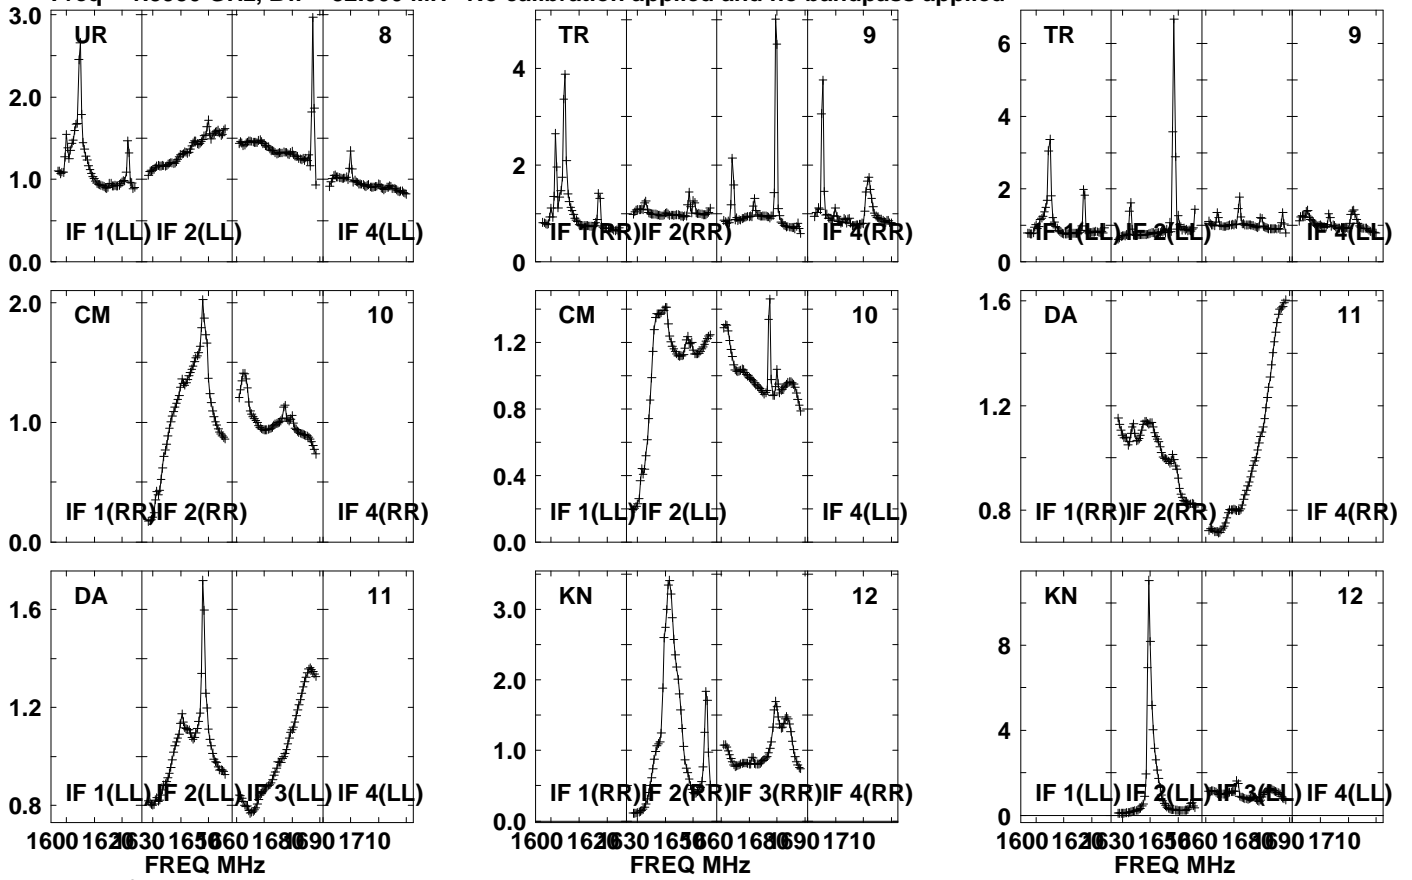 UR 8
3.0
2.0
1.0
0.0
IF 1(LL) IF 2(LL) IF 4(LL)
TR 9
4
2
0
IF 1(RR) IF 2(RR) IF 4(RR)
TR 9
6
4
2
0
IF 1(LL) IF 2(LL) IF 4(LL)
CM 10
2.0
1.0
0.0
IF 1(RR) IF 2(RR) IF 4(RR)
CM 10
1.2
0.8
0.4
0.0
IF 1(LL) IF 2(LL) IF 4(LL)
DA 11
1.6
1.2
0.8
IF 1(RR) IF 2(RR) IF 4(RR)
DA 11
1.6
1.2
0.8
IF 1(LL) IF 2(LL) IF 3(LL) IF 4(LL)
1600 1620 1630 1650 1660 1680 1690 1710
FREQ MHz
KN 12
3.0
2.0
1.0
0.0
IF 1(RR) IF 2(RR) IF 3(RR) IF 4(RR)
1600 1620 1630 1650 1660 1680 1690 1710
FREQ MHz
KN 12
8
4
0
IF 1(LL) IF 2(LL) IF 3(LL) IF 4(LL)
1600 1620 1630 1650 1660 1680 1690 1710
FREQ MHz